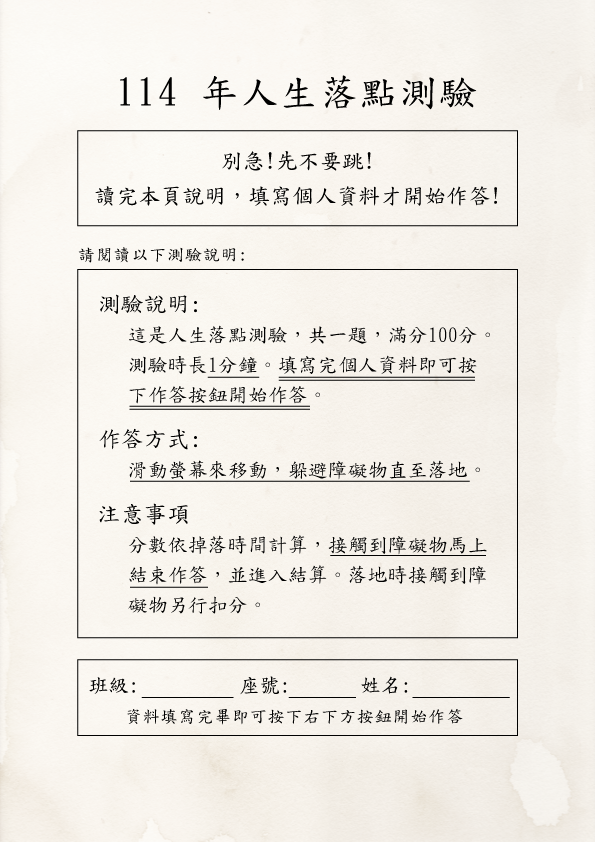 114 年人生落點測驗
別急!先不要跳!
讀完本頁說明，填寫個人資料才開始作答!
請閱讀以下測驗說明:
測驗說明:
這是人生落點測驗，共一題，滿分100分。
測驗時長1分鐘。填寫完個人資料即可按
下作答按鈕開始作答。
作答方式:
滑動螢幕來移動，躲避障礙物直至落地。
注意事項
分數依掉落時間計算，接觸到障礙物馬上
結束作答，並進入結算。落地時接觸到障
礙物另行扣分。
班級: 座號: 姓名:
資料填寫完畢即可按下右下方按鈕開始作答